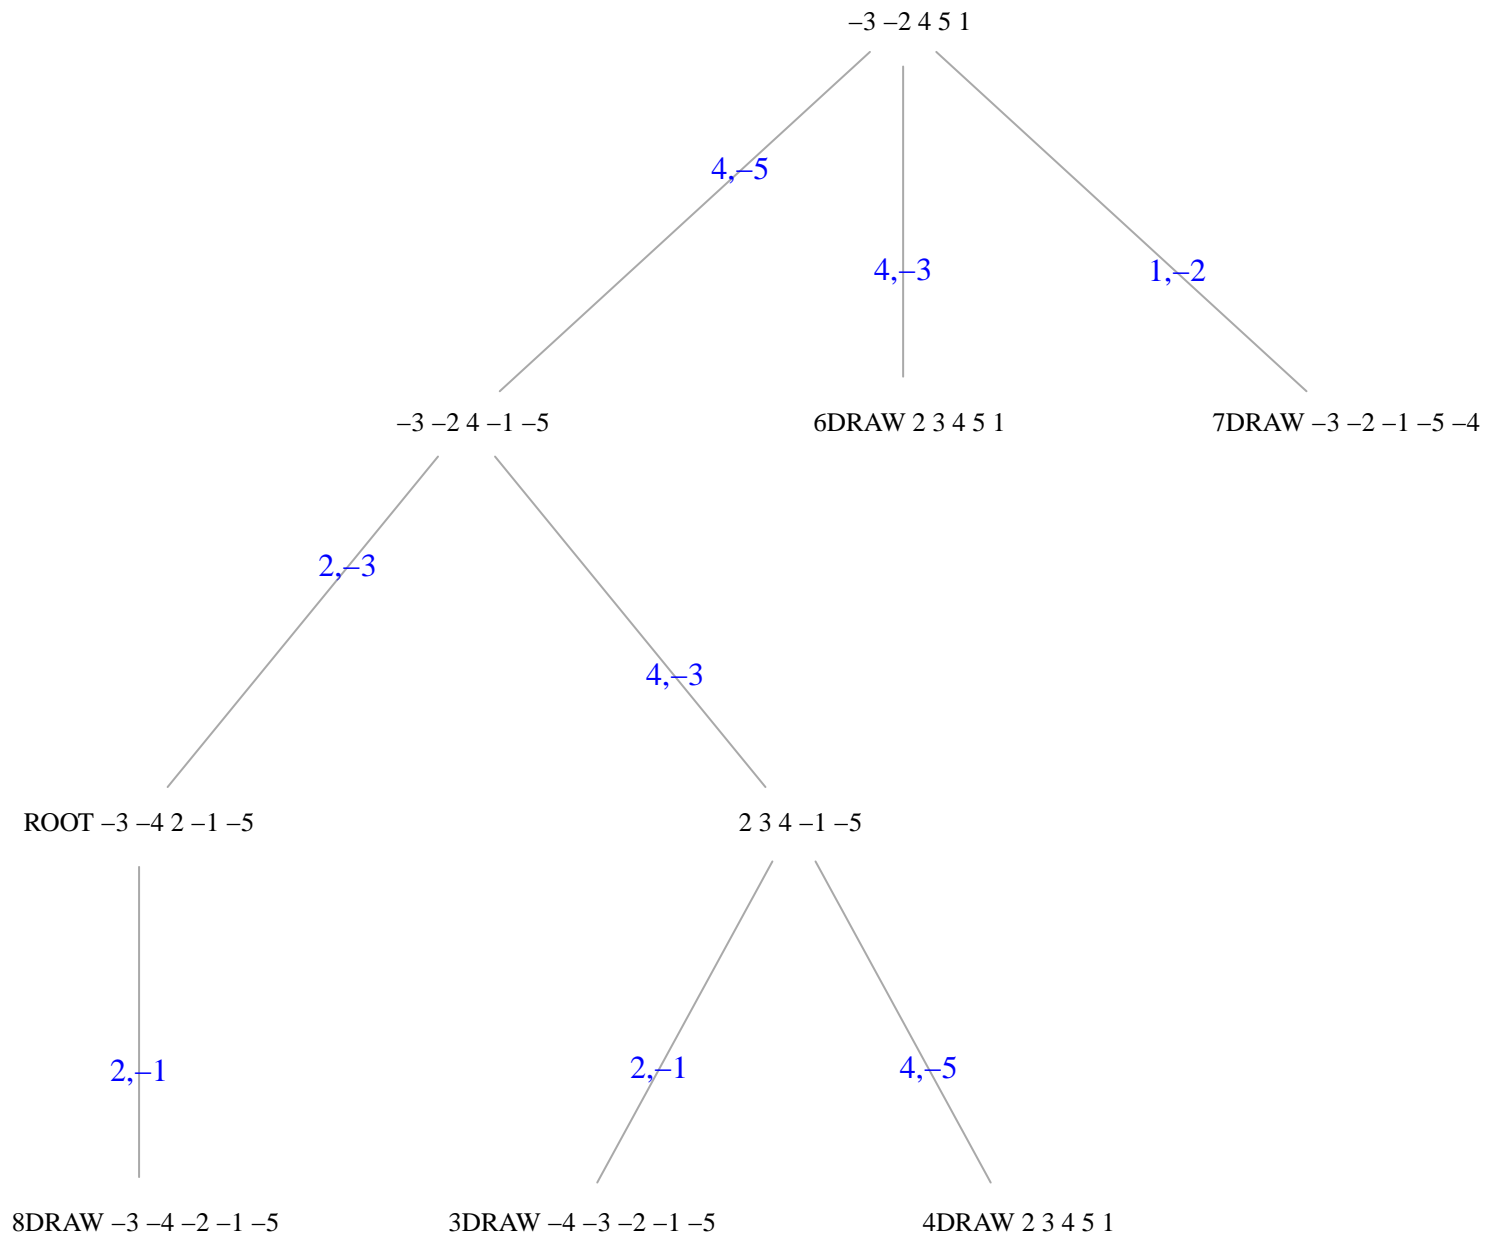 –3 –2 4 5 1
4,–5
4,–3
1,–2
–3 –2 4 –1 –5
6DRAW 2 3 4 5 1
7DRAW –3 –2 –1 –5 –4
2,–3
4,–3
ROOT –3 –4 2 –1 –5
2 3 4 –1 –5
2,–1
2,–1
4,–5
8DRAW –3 –4 –2 –1 –5
3DRAW –4 –3 –2 –1 –5
4DRAW 2 3 4 5 1